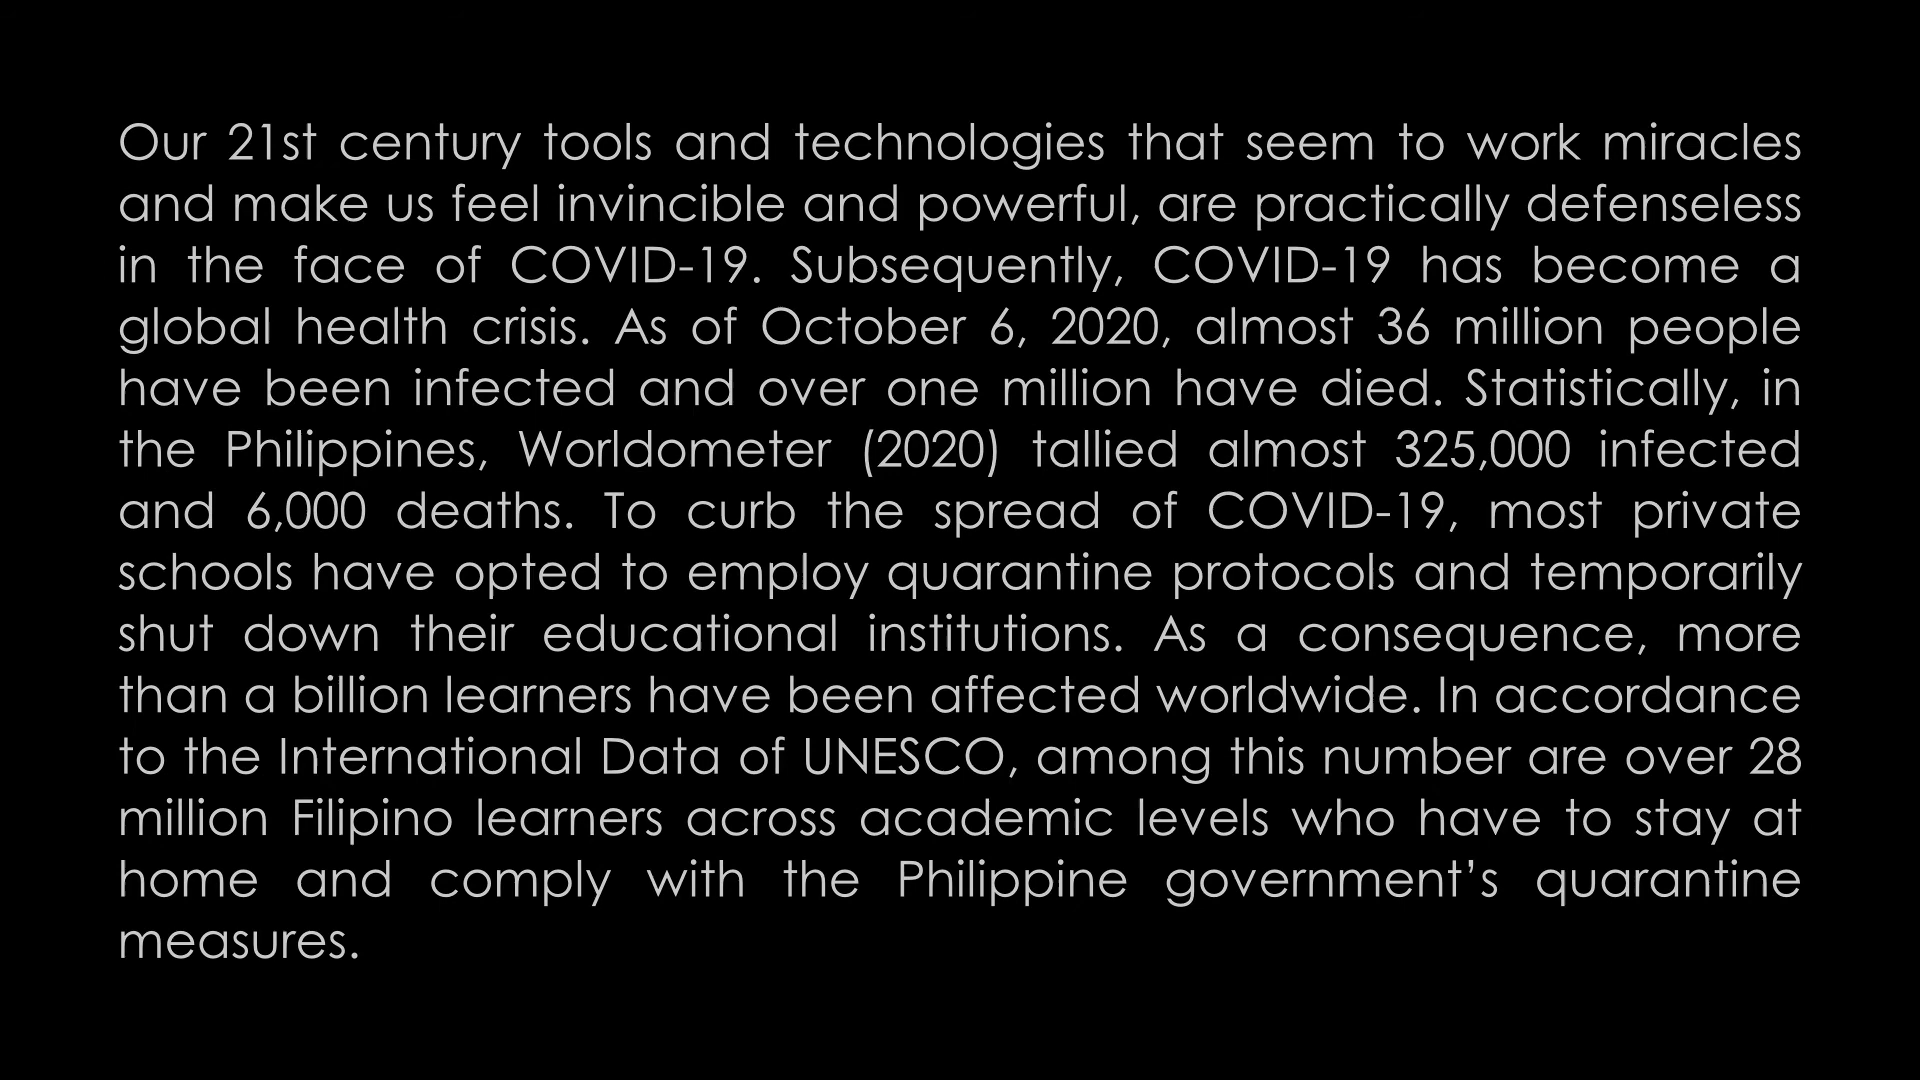 Our 21st century tools and technologies that seem to work miracles
and make us feel invincible and powerful, are practically defenseless
in the face of COVID-19. Subsequently, COVID-19 has become a
global health crisis. As of October 6, 2020, almost 36 million people
have been infected and over one million have died. Statistically, in
the Philippines, Worldometer (2020) tallied almost 325,000 infected
and 6,000 deaths. To curb the spread of COVID-19, most private
schools have opted to employ quarantine protocols and temporarily
shut down their educational institutions. As a consequence, more
than a billion learners have been affected worldwide. In accordance
to the International Data of UNESCO, among this number are over 28
million Filipino learners across academic levels who have to stay at
home and comply with the Philippine government’s quarantine
measures.